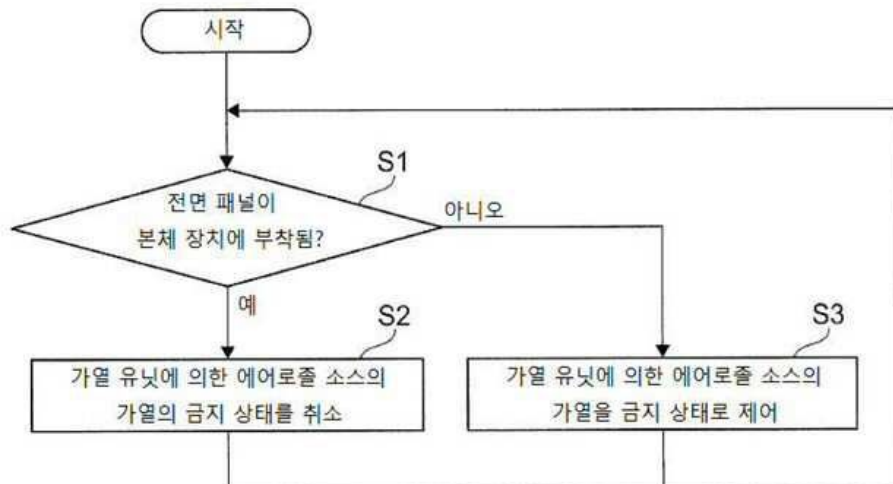 시작
S1
전면 패널이
본체 장치에 부착됨?
아니오
예
S2
가열 유닛에 의한 에어로졸 소스의
가열의 금지 상태를 취소
S3
가열 유닛에 의한 에어로졸 소스의
가열을 금지 상태로 제어